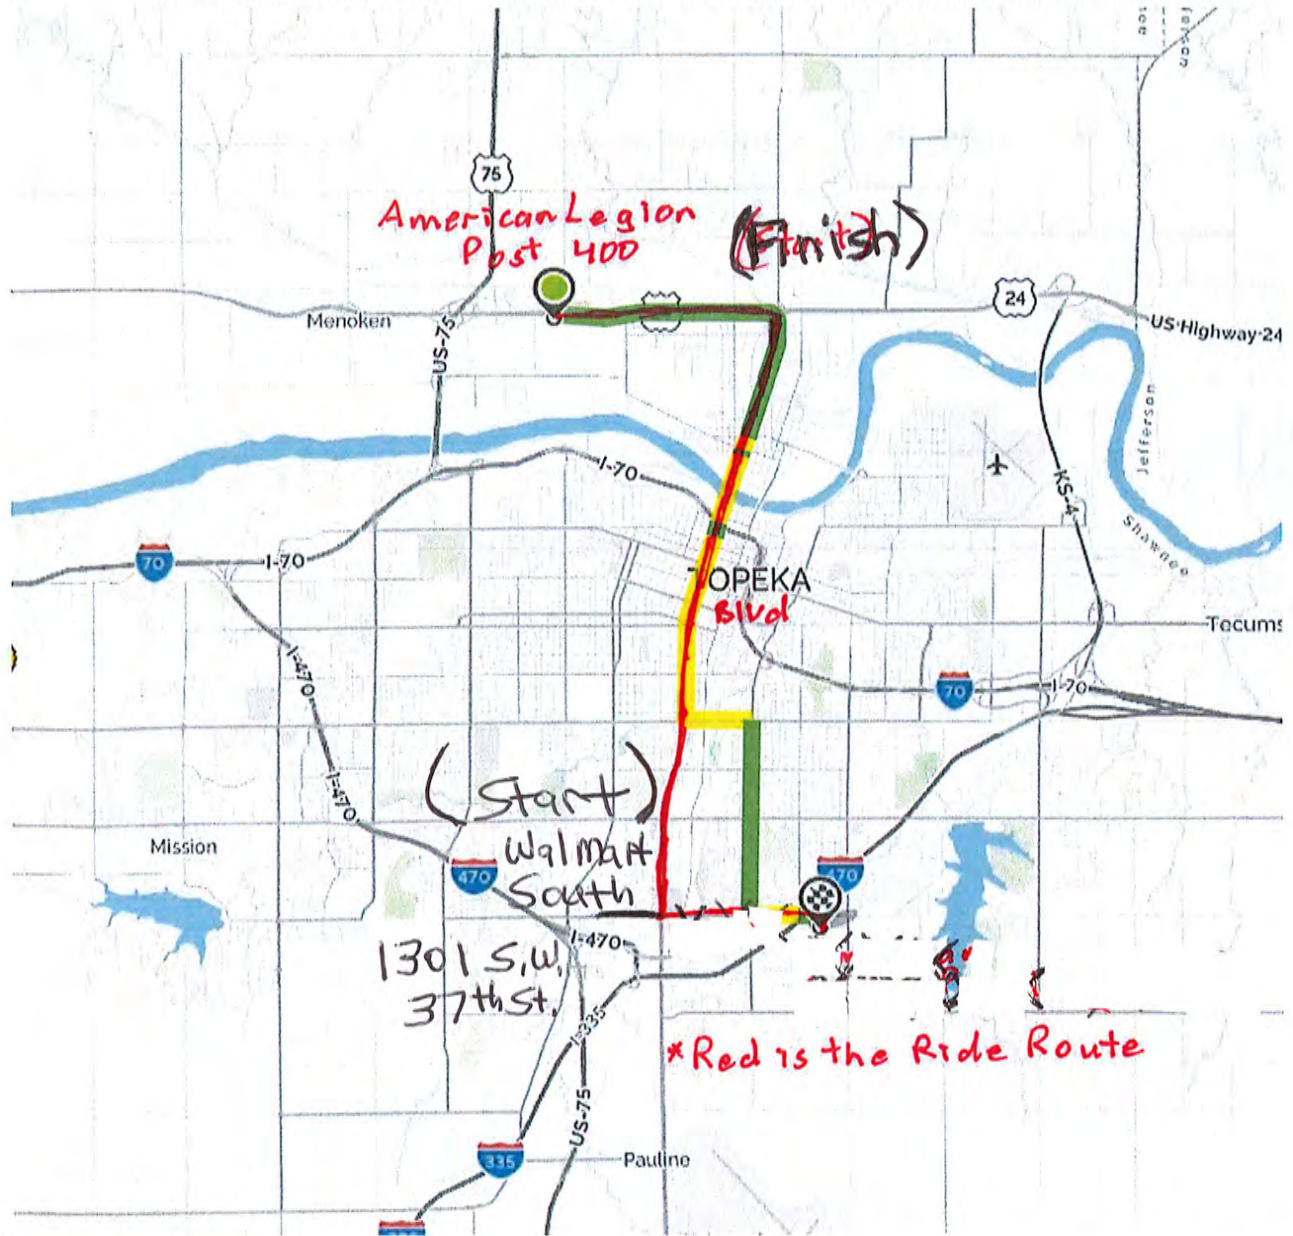 75
American Legion
Post 400
(Finish)
24
Menoken
US-75
US-Highway-24
Jefferson
I-70
KS-4
Shawnee
70
I-70
TOPEKA
Blvd
Tecums
I-470
70
I-70
I-470
(Start)
Mission
Walmart
470
470
South
I-470
1301 S.W.
37th St.
I-335
*Red is the Ride Route
US-75
335
Pauline